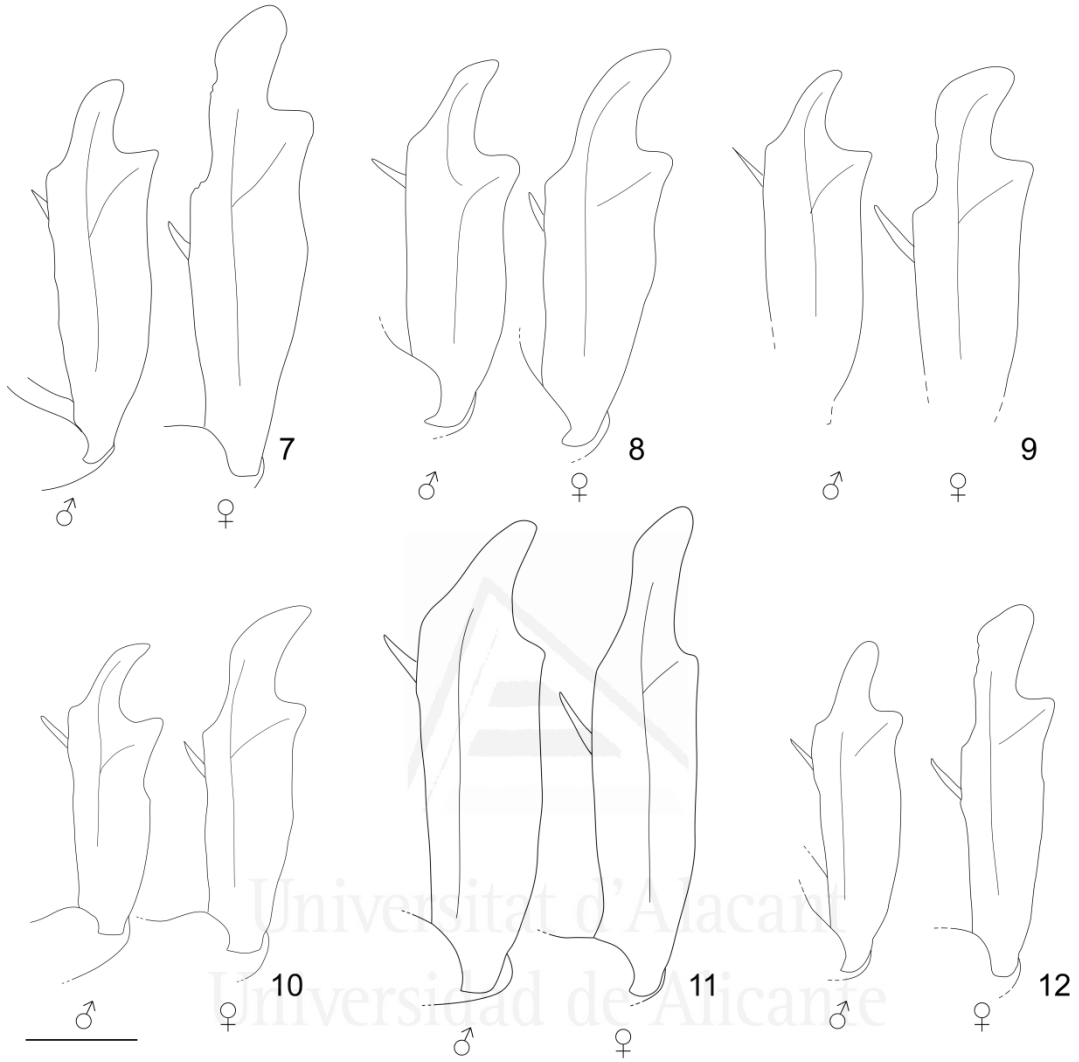 7
8
9
♂ ♀ ♂ ♀ ♂ ♀
10
11
12
♂ ♀ ♂ ♀ ♂ ♀
Universitat d'Alacant
Universidad de Alicante